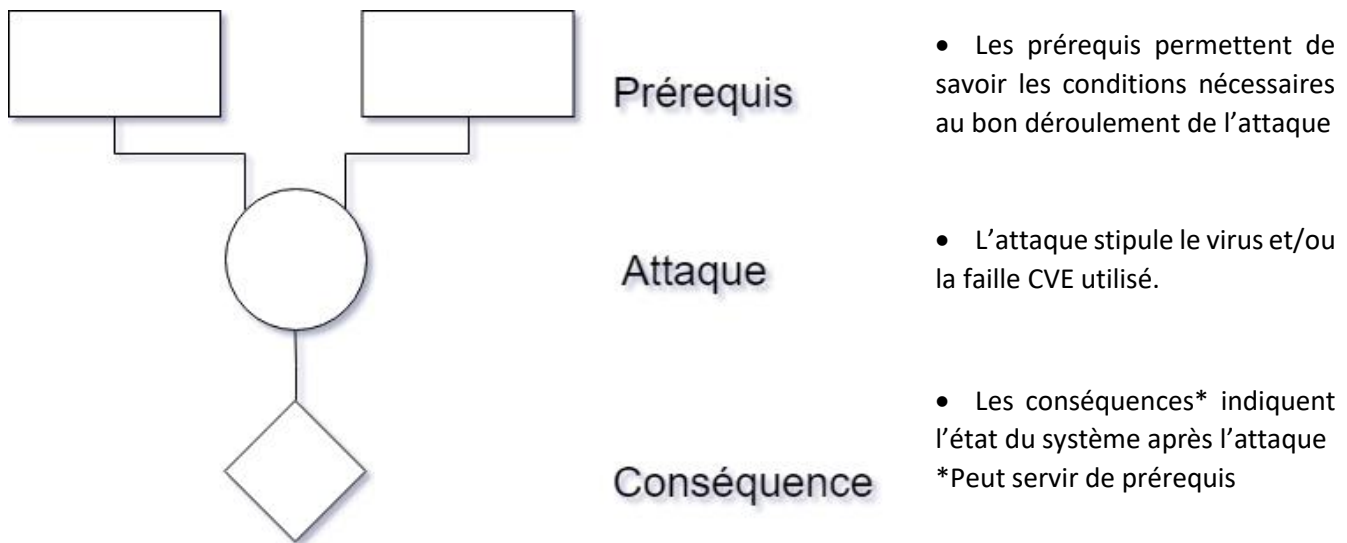 Prérequis
• Les prérequis permettent de
savoir les conditions nécessaires
au bon déroulement de l’attaque
Attaque
• L’attaque stipule le virus et/ou
la faille CVE utilisé.
Conséquence
• Les conséquences* indiquent
l’état du système après l’attaque
*Peut servir de prérequis